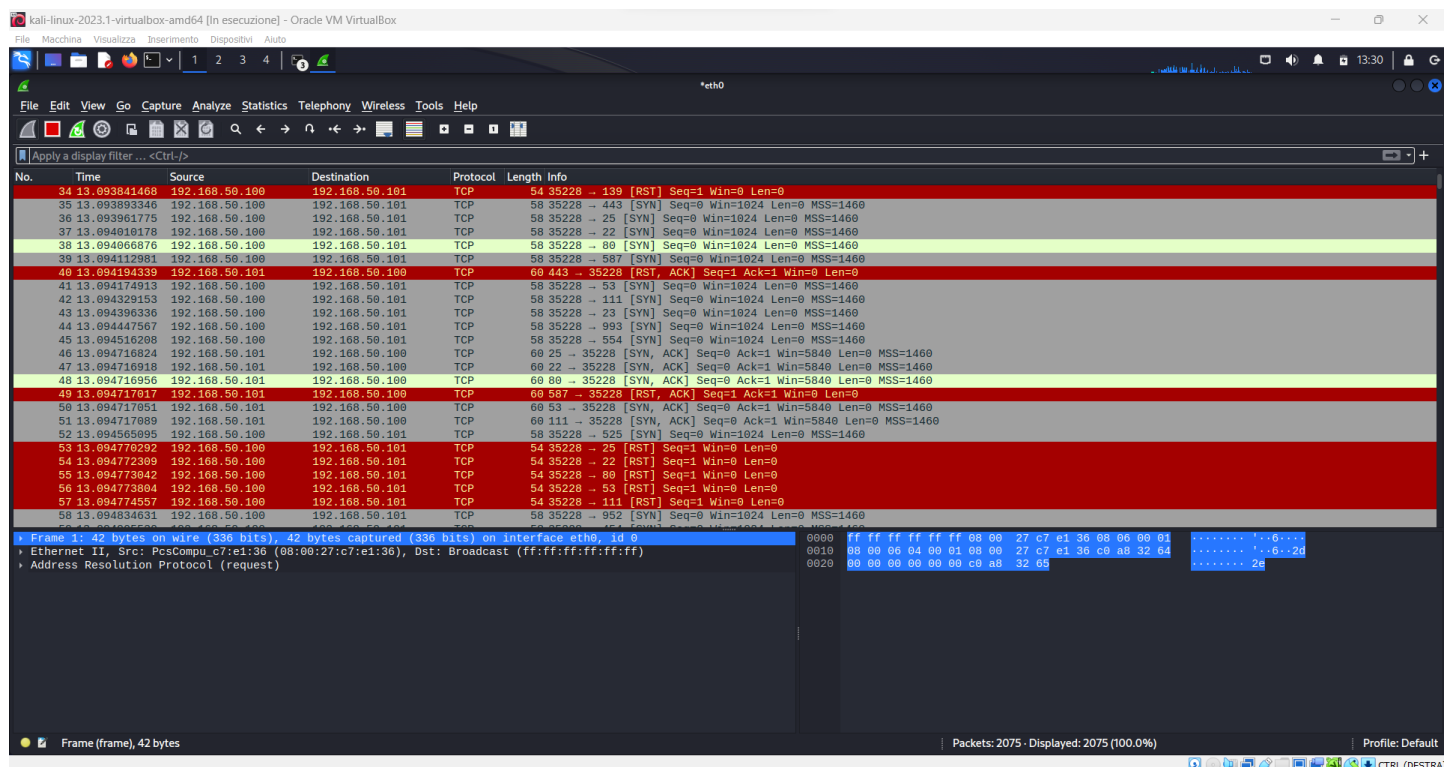 kali-linux-2023.1-virtualbox-amd64 [In esecuzione] - Oracle VM VirtualBox
File Macchina Visualizza Inserimento Dispositivi Aiuto
1 2 3 4 3 13:30
*eth0
File Edit View Go Capture Analyze Statistics Telephony Wireless Tools Help
Apply a display filter … <Ctrl-/>
No. Time Source Destination Protocol Length Info
34 13.093841468 192.168.50.100 192.168.50.101 TCP 54 35228 → 139 [RST] Seq=1 Win=0 Len=0
35 13.093893346 192.168.50.100 192.168.50.101 TCP 58 35228 → 443 [SYN] Seq=0 Win=1024 Len=0 MSS=1460
36 13.093961775 192.168.50.100 192.168.50.101 TCP 58 35228 → 25 [SYN] Seq=0 Win=1024 Len=0 MSS=1460
37 13.094010178 192.168.50.100 192.168.50.101 TCP 58 35228 → 22 [SYN] Seq=0 Win=1024 Len=0 MSS=1460
38 13.094066876 192.168.50.100 192.168.50.101 TCP 58 35228 → 80 [SYN] Seq=0 Win=1024 Len=0 MSS=1460
39 13.094112981 192.168.50.100 192.168.50.101 TCP 58 35228 → 587 [SYN] Seq=0 Win=1024 Len=0 MSS=1460
40 13.094194339 192.168.50.101 192.168.50.100 TCP 60 443 → 35228 [RST, ACK] Seq=1 Ack=1 Win=0 Len=0
41 13.094174913 192.168.50.100 192.168.50.101 TCP 58 35228 → 53 [SYN] Seq=0 Win=1024 Len=0 MSS=1460
42 13.094329153 192.168.50.100 192.168.50.101 TCP 58 35228 → 111 [SYN] Seq=0 Win=1024 Len=0 MSS=1460
43 13.094396336 192.168.50.100 192.168.50.101 TCP 58 35228 → 23 [SYN] Seq=0 Win=1024 Len=0 MSS=1460
44 13.094447567 192.168.50.100 192.168.50.101 TCP 58 35228 → 993 [SYN] Seq=0 Win=1024 Len=0 MSS=1460
45 13.094516208 192.168.50.100 192.168.50.101 TCP 58 35228 → 554 [SYN] Seq=0 Win=1024 Len=0 MSS=1460
46 13.094716824 192.168.50.101 192.168.50.100 TCP 60 25 → 35228 [SYN, ACK] Seq=0 Ack=1 Win=5840 Len=0 MSS=1460
47 13.094716918 192.168.50.101 192.168.50.100 TCP 60 22 → 35228 [SYN, ACK] Seq=0 Ack=1 Win=5840 Len=0 MSS=1460
48 13.094716956 192.168.50.101 192.168.50.100 TCP 60 80 → 35228 [SYN, ACK] Seq=0 Ack=1 Win=5840 Len=0 MSS=1460
49 13.094717017 192.168.50.101 192.168.50.100 TCP 60 587 → 35228 [RST, ACK] Seq=1 Ack=1 Win=0 Len=0
50 13.094717051 192.168.50.101 192.168.50.100 TCP 60 53 → 35228 [SYN, ACK] Seq=0 Ack=1 Win=5840 Len=0 MSS=1460
51 13.094717089 192.168.50.101 192.168.50.100 TCP 60 111 → 35228 [SYN, ACK] Seq=0 Ack=1 Win=5840 Len=0 MSS=1460
52 13.094565095 192.168.50.100 192.168.50.101 TCP 58 35228 → 525 [SYN] Seq=0 Win=1024 Len=0 MSS=1460
53 13.094770292 192.168.50.100 192.168.50.101 TCP 54 35228 → 25 [RST] Seq=1 Win=0 Len=0
54 13.094772309 192.168.50.100 192.168.50.101 TCP 54 35228 → 22 [RST] Seq=1 Win=0 Len=0
55 13.094773042 192.168.50.100 192.168.50.101 TCP 54 35228 → 80 [RST] Seq=1 Win=0 Len=0
56 13.094773804 192.168.50.100 192.168.50.101 TCP 54 35228 → 53 [RST] Seq=1 Win=0 Len=0
57 13.094774557 192.168.50.100 192.168.50.101 TCP 54 35228 → 111 [RST] Seq=1 Win=0 Len=0
58 13.094834631 192.168.50.100 192.168.50.101 TCP 58 35228 → 952 [SYN] Seq=0 Win=1024 Len=0 MSS=1460
Frame 1: 42 bytes on wire (336 bits), 42 bytes captured (336 bits) on interface eth0, id 0
Ethernet II, Src: PcsCompu_c7:e1:36 (08:00:27:c7:e1:36), Dst: Broadcast (ff:ff:ff:ff:ff:ff)
Address Resolution Protocol (request)
0000 ff ff ff ff ff ff 08 00 27 c7 e1 36 08 06 00 01 ········ '··6····
0010 08 00 06 04 00 01 08 00 27 c7 e1 36 c0 a8 32 64 ········ '··6··2d
0020 00 00 00 00 00 00 c0 a8 32 65 ········ 2e
Frame (frame), 42 bytes
Packets: 2075 · Displayed: 2075 (100.0%)
Profile: Default
CTRL (DESTRA)